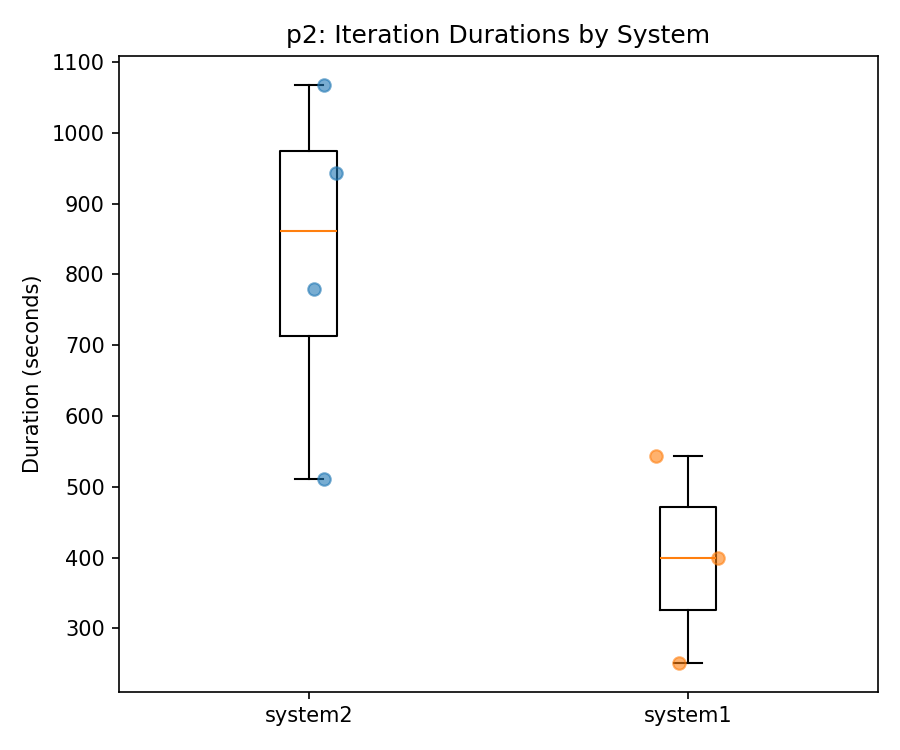 p2: Iteration Durations by System
Duration (seconds)
1100
1000
900
800
700
600
500
400
300
system2
system1